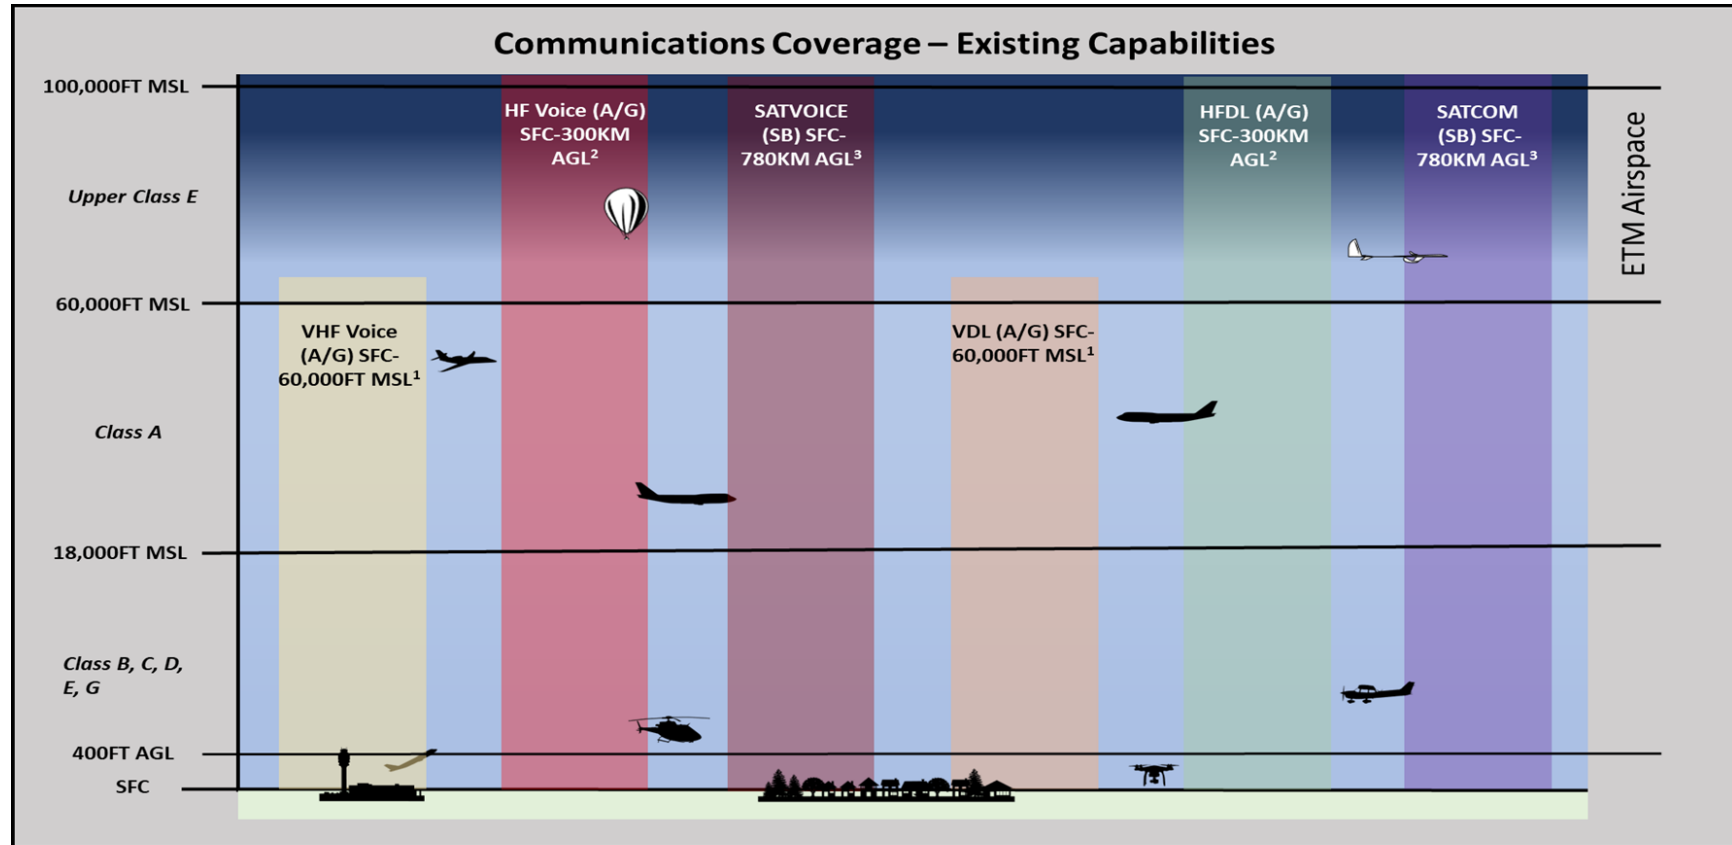 Communications Coverage – Existing Capabilities
100,000FT MSL
HF Voice (A/G)
SFC-300KM
AGL²
SATVOICE
(SB) SFC-
780KM AGL³
HFDL (A/G)
SFC-300KM
AGL²
SATCOM
(SB) SFC-
780KM AGL³
ETM Airspace
Upper Class E
60,000FT MSL
VHF Voice
(A/G) SFC-
60,000FT MSL¹
VDL (A/G) SFC-
60,000FT MSL¹
Class A
18,000FT MSL
Class B, C, D,
E, G
400FT AGL
SFC